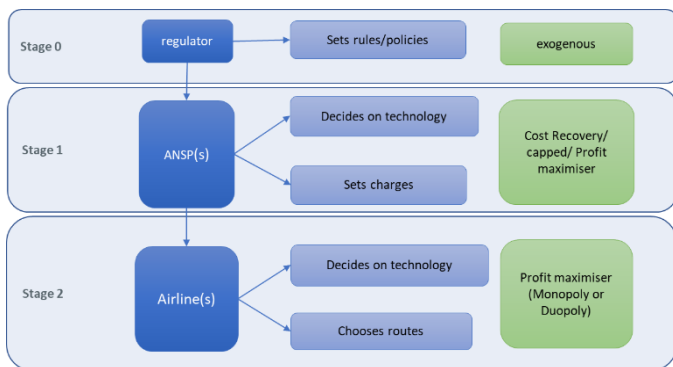 Stage 0
regulator
Sets rules/policies
exogenous
Stage 1
ANSP(s)
Decides on technology
Sets charges
Cost Recovery/
capped/ Profit
maximiser
Stage 2
Airline(s)
Decides on technology
Chooses routes
Profit maximiser
(Monopoly or
Duopoly)